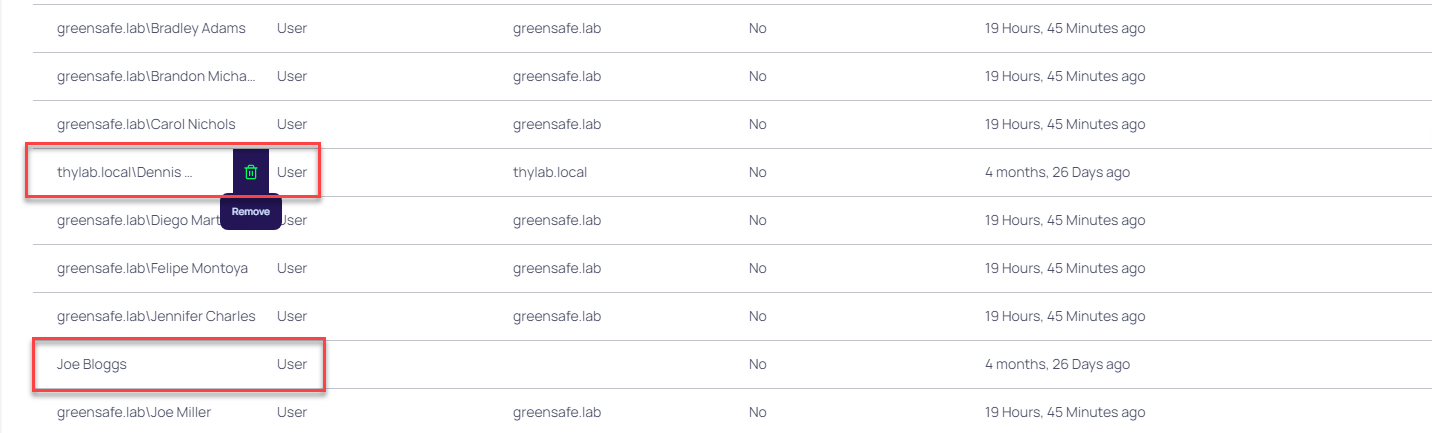 greensafe.lab\Bradley Adams User greensafe.lab No 19 Hours, 45 Minutes ago
greensafe.lab\Brandon Micha... User greensafe.lab No 19 Hours, 45 Minutes ago
greensafe.lab\Carol Nichols User greensafe.lab No 19 Hours, 45 Minutes ago
thylab.local\Dennis ... User thylab.local No 4 months, 26 Days ago
Remove
greensafe.lab\Diego Mart User greensafe.lab No 19 Hours, 45 Minutes ago
greensafe.lab\Felipe Montoya User greensafe.lab No 19 Hours, 45 Minutes ago
greensafe.lab\Jennifer Charles User greensafe.lab No 19 Hours, 45 Minutes ago
Joe Bloggs User No 4 months, 26 Days ago
greensafe.lab\Joe Miller User greensafe.lab No 19 Hours, 45 Minutes ago